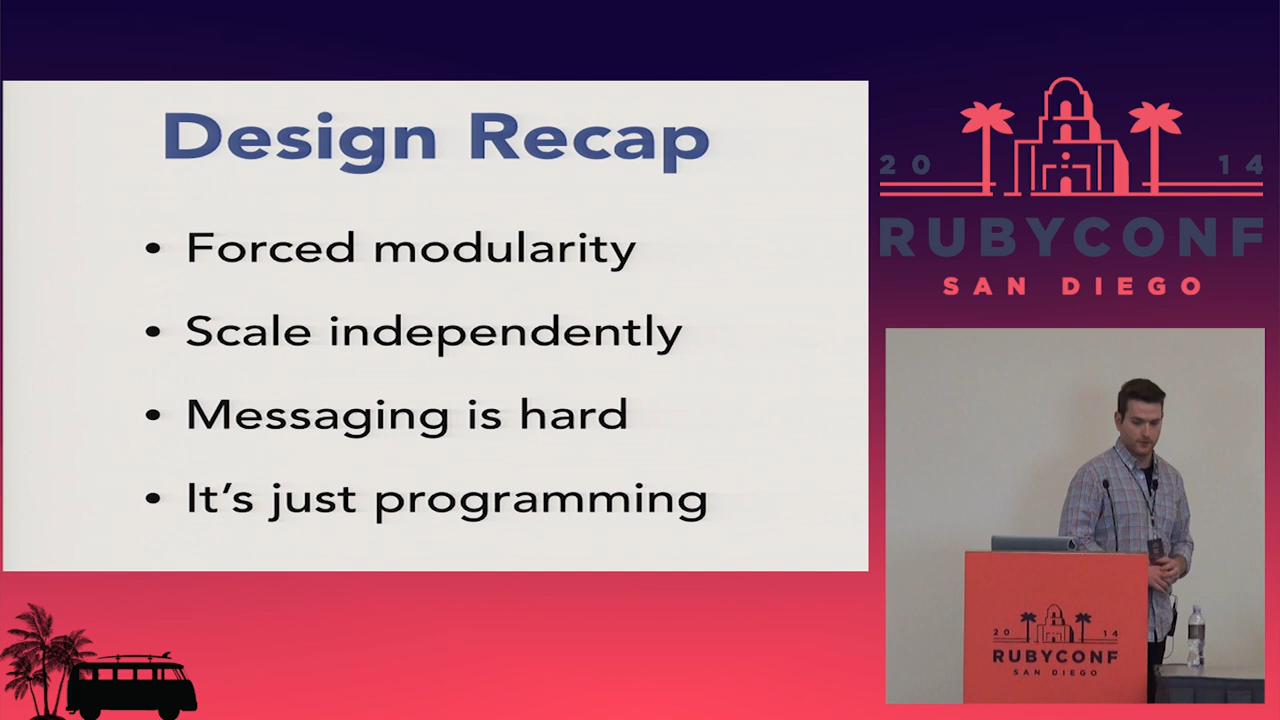 Design Recap
• Forced modularity
• Scale independently
• Messaging is hard
• It's just programming
20 14
RUBYCONF
SAN DIEGO
20 14
RUBYCONF
SAN DIEGO